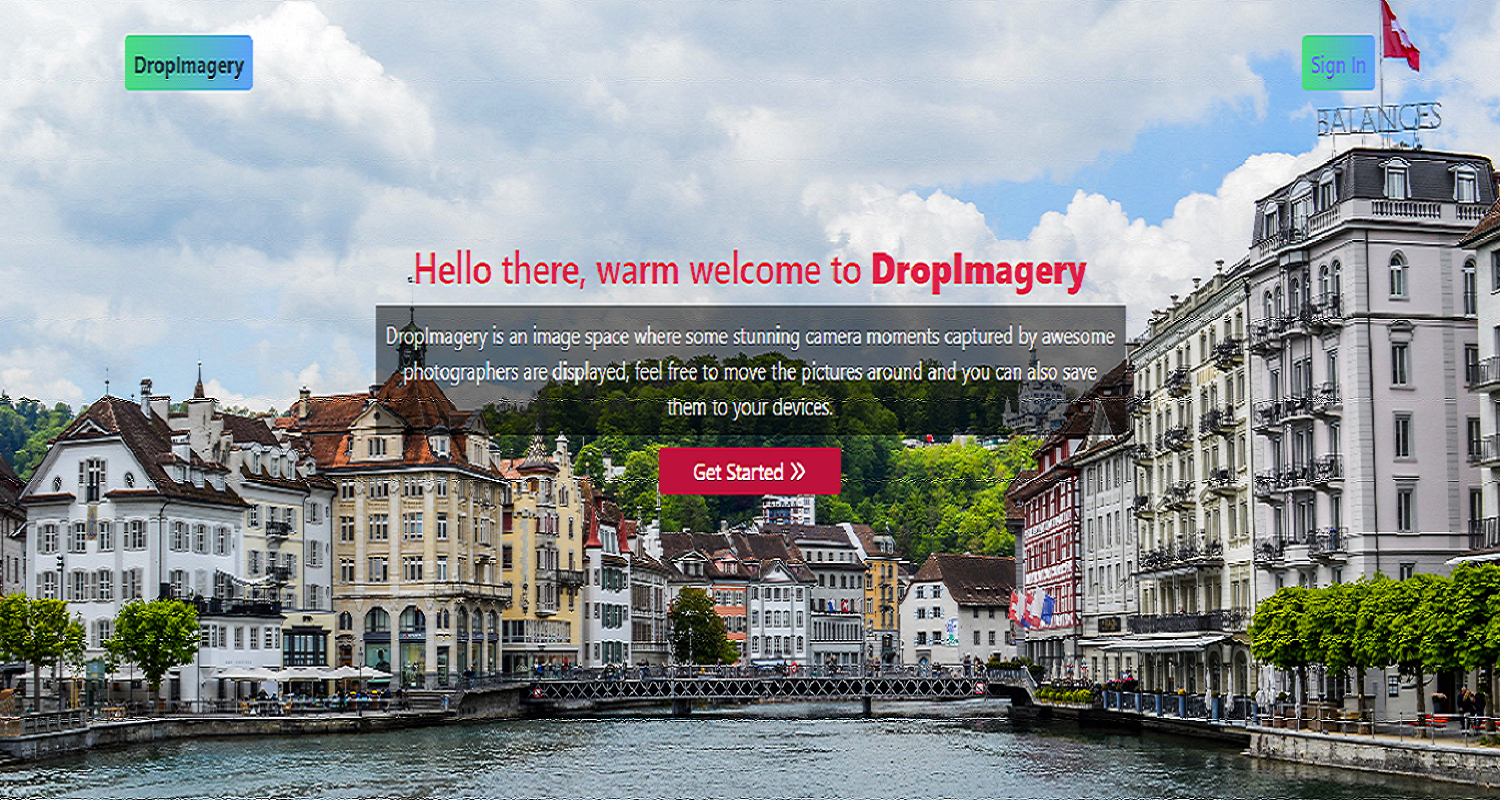 DropImagery
Sign In
BALANCES
Hello there, warm welcome to DropImagery
DropImagery is an image space where some stunning camera moments captured by awesome
photographers are displayed, feel free to move the pictures around and you can also save
them to your devices.
Get Started »